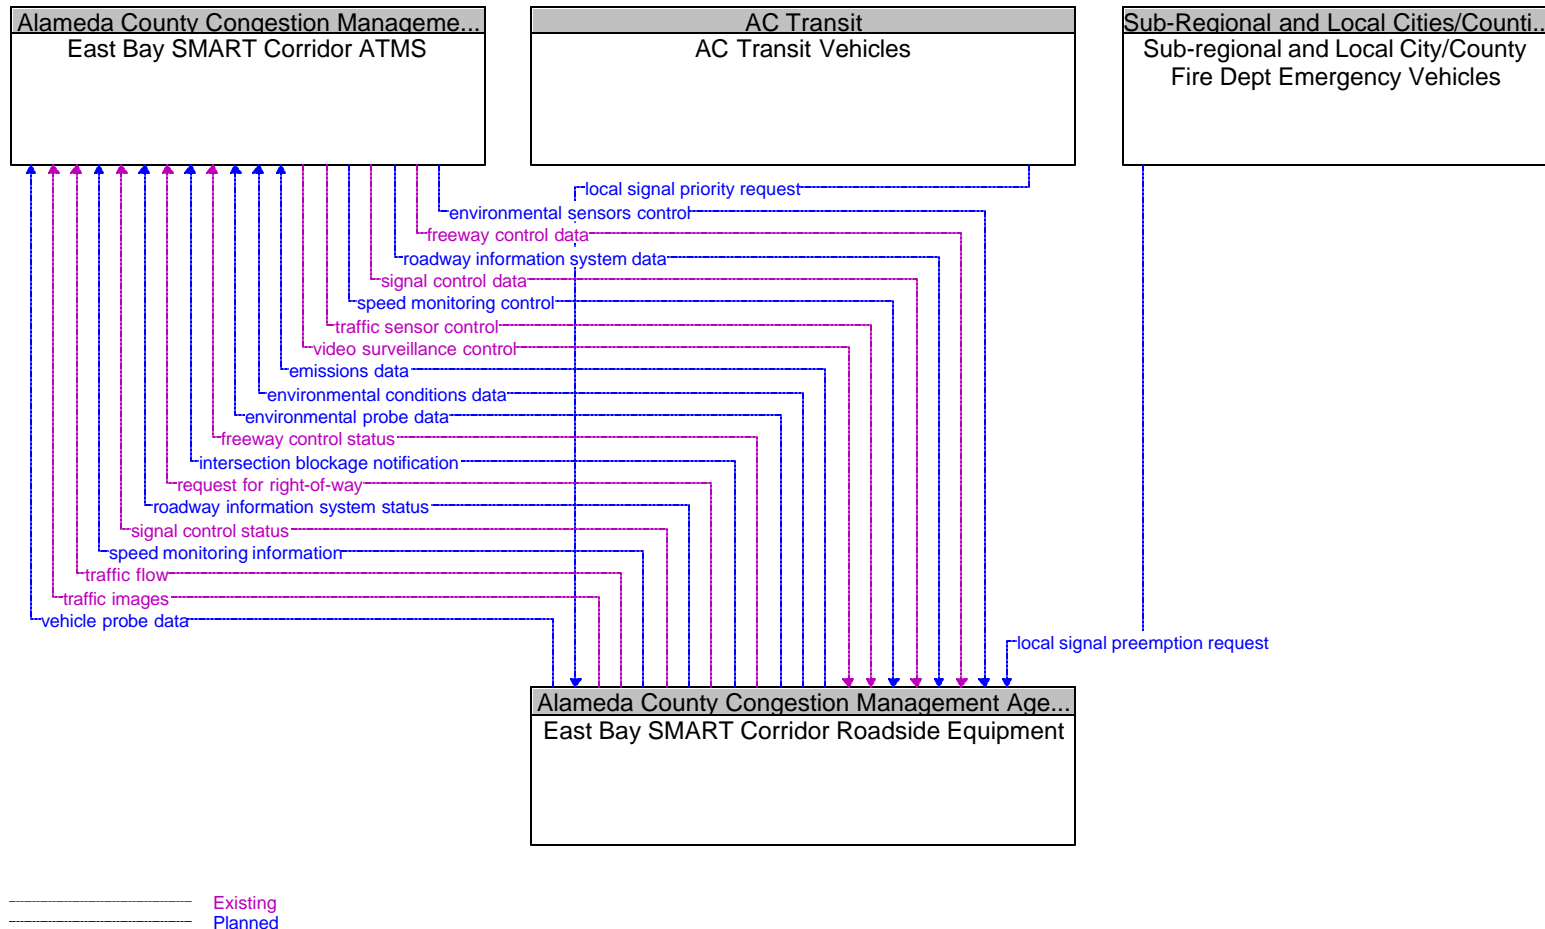 Alameda County Congestion Manageme...
East Bay SMART Corridor ATMS
AC Transit
AC Transit Vehicles
Sub-Regional and Local Cities/Counti...
Sub-regional and Local City/County
Fire Dept Emergency Vehicles
local signal priority request
environmental sensors control
freeway control data
roadway information system data
signal control data
speed monitoring control
traffic sensor control
video surveillance control
emissions data
environmental conditions data
environmental probe data
freeway control status
intersection blockage notification
request for right-of-way
roadway information system status
signal control status
speed monitoring information
traffic flow
traffic images
vehicle probe data
local signal preemption request
Alameda County Congestion Management Age...
East Bay SMART Corridor Roadside Equipment
Existing
Planned